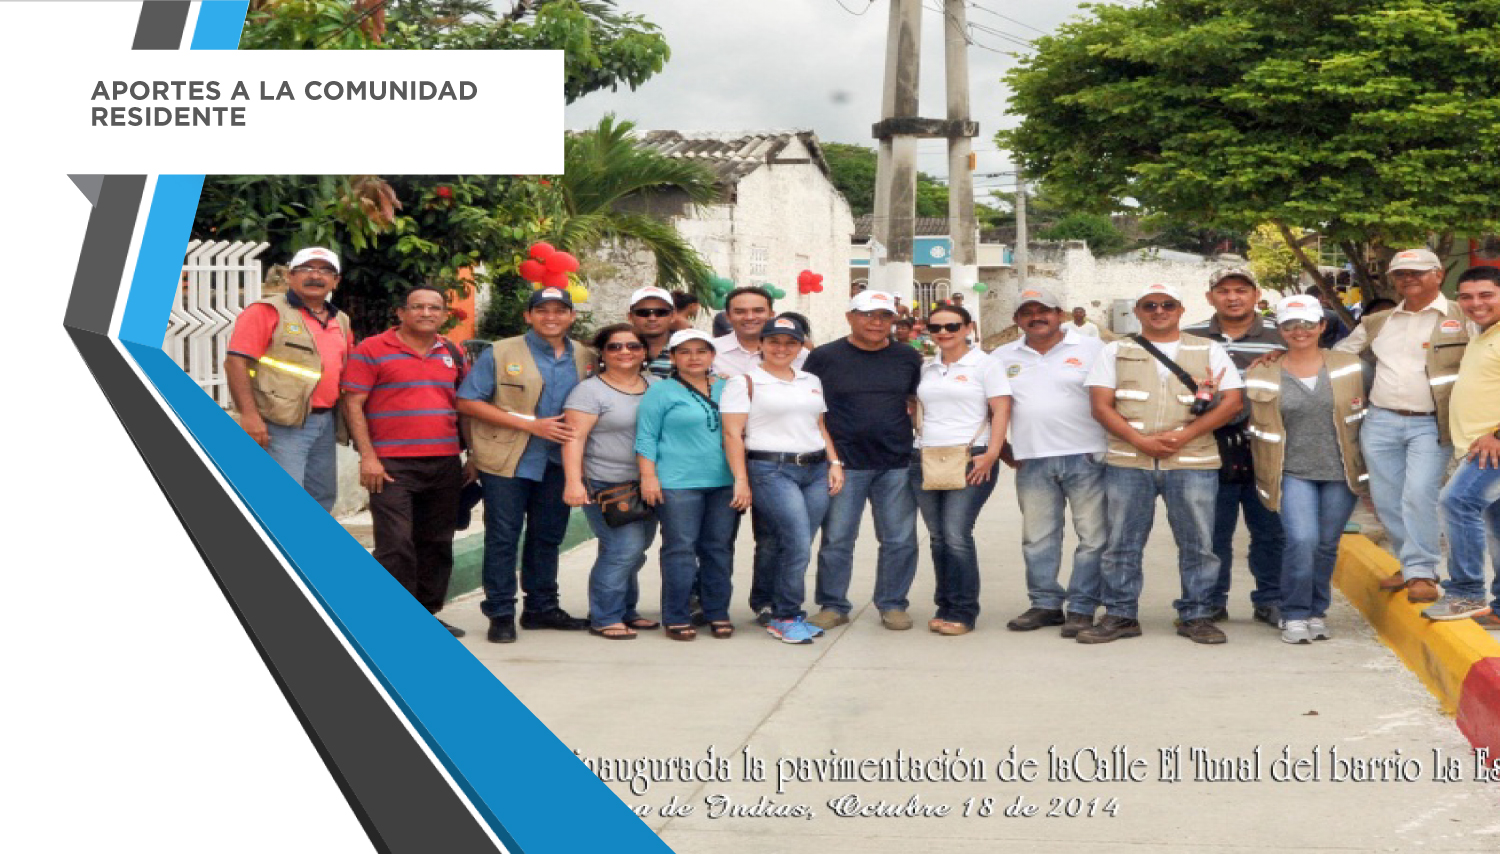 APORTES A LA COMUNIDAD
RESIDENTE
inaugurada la pavimentación de laCalle El Tunal del barrio La Es
de Indias, Octubre 18 de 2014